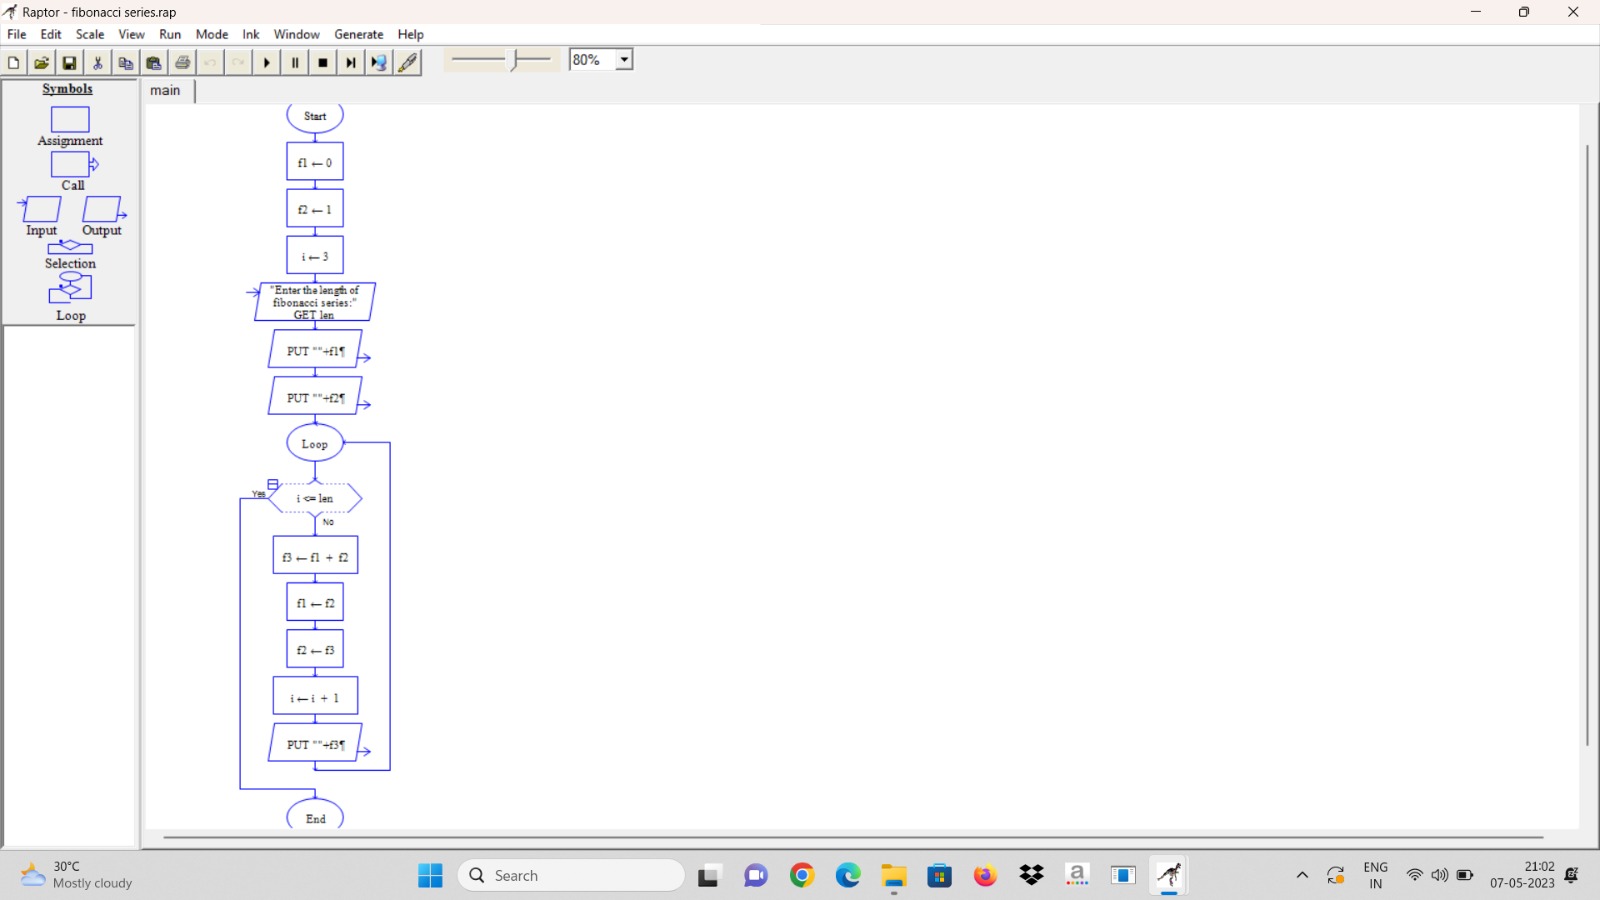 Raptor - fibonacci series.rap
File Edit Scale View Run Mode Ink Window Generate Help
80%
Symbols
main
Assignment
Call
Input Output
Selection
Loop
Start
f1 ← 0
f2 ← 1
i ← 3
"Enter the length of
fibonacci series:"
GET len
PUT ""+f1¶
PUT ""+f2¶
Loop
Yes
i <= len
No
f3 ← f1 + f2
f1 ← f2
f2 ← f3
i ← i + 1
PUT ""+f3¶
End
30°C
Mostly cloudy
Search
a
ENG
IN
21:02
07-05-2023